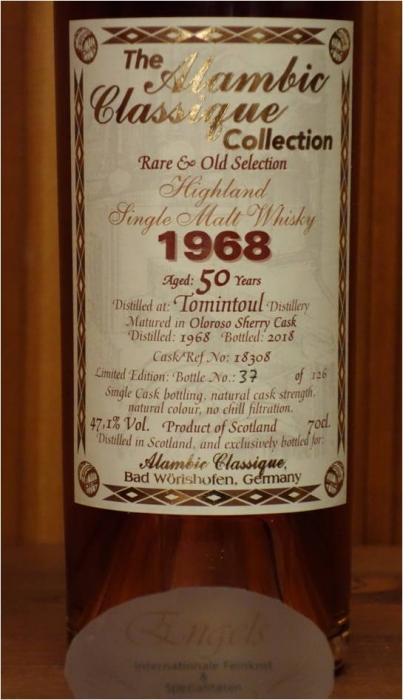 The Alambic
Classique
Collection
Rare & Old Selection
Highland
Single Malt Whisky
1968
Aged: 50 Years
Distilled at: Tomintoul Distillery
Matured in Oloroso Sherry Cask
Distilled: 1968 Bottled: 2018
Cask/Ref No: 18308
Limited Edition: Bottle No.: 37 of 126
Single Cask bottling, natural cask strength,
natural colour, no chill filtration.
47,1% Vol. Product of Scotland 70cl.
Distilled in Scotland, and exclusively bottled for:
Alambic Classique,
Bad Wörishofen, Germany
Engels
Internationale Feinkost
&
Spezialitäten